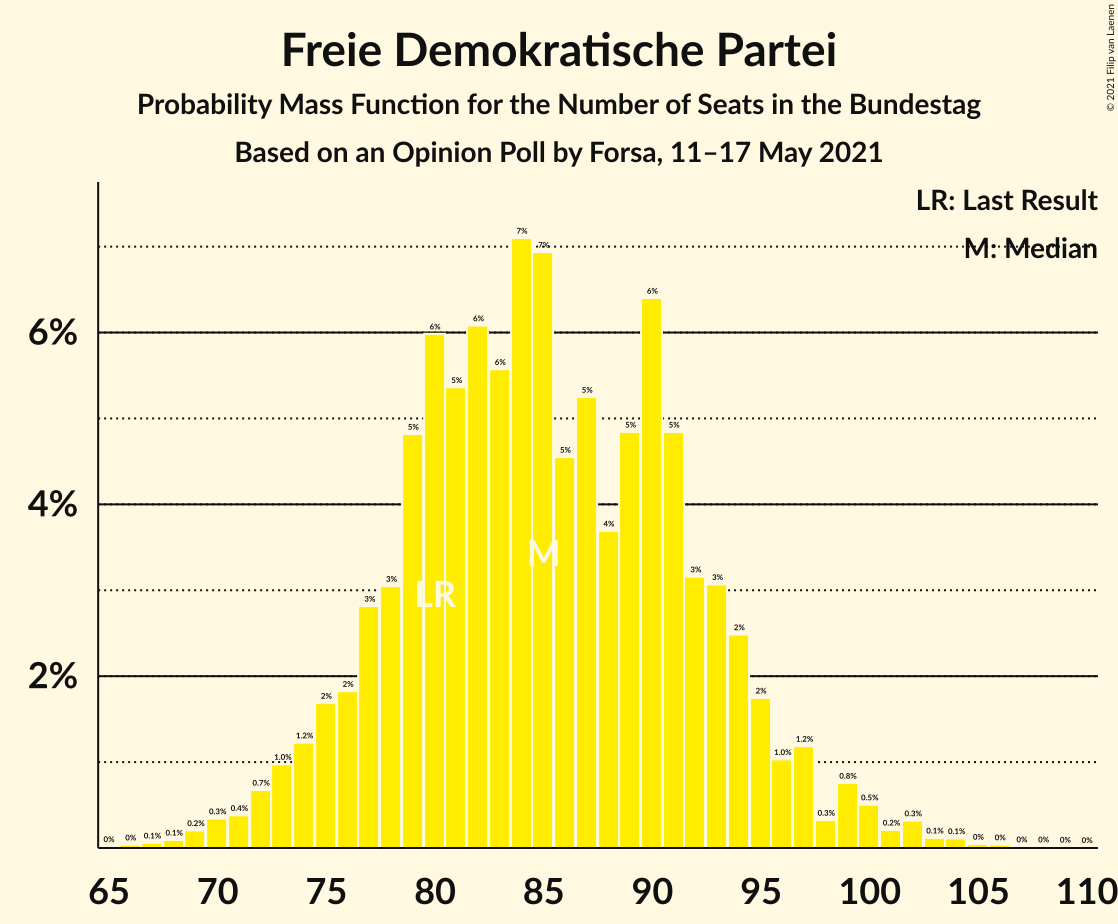 © 2021 Filip van Laenen
Freie Demokratische Partei
Probability Mass Function for the Number of Seats in the Bundestag
Based on an Opinion Poll by Forsa, 11–17 May 2021
LR: Last Result
M: Median
6%
4%
2%
0% 0% 0.1% 0.1% 0.2% 0.3% 0.4% 0.7% 1.0% 1.2% 2% 2% 3% 3% 5% 6% 5% 6% 6% 7% 7% 5% 5% 4% 5% 6% 5% 3% 3% 2% 2% 1.0% 1.2% 0.3% 0.8% 0.5% 0.2% 0.3% 0.1% 0.1% 0% 0% 0% 0% 0% 0%
M
LR
65 70 75 80 85 90 95 100 105 110